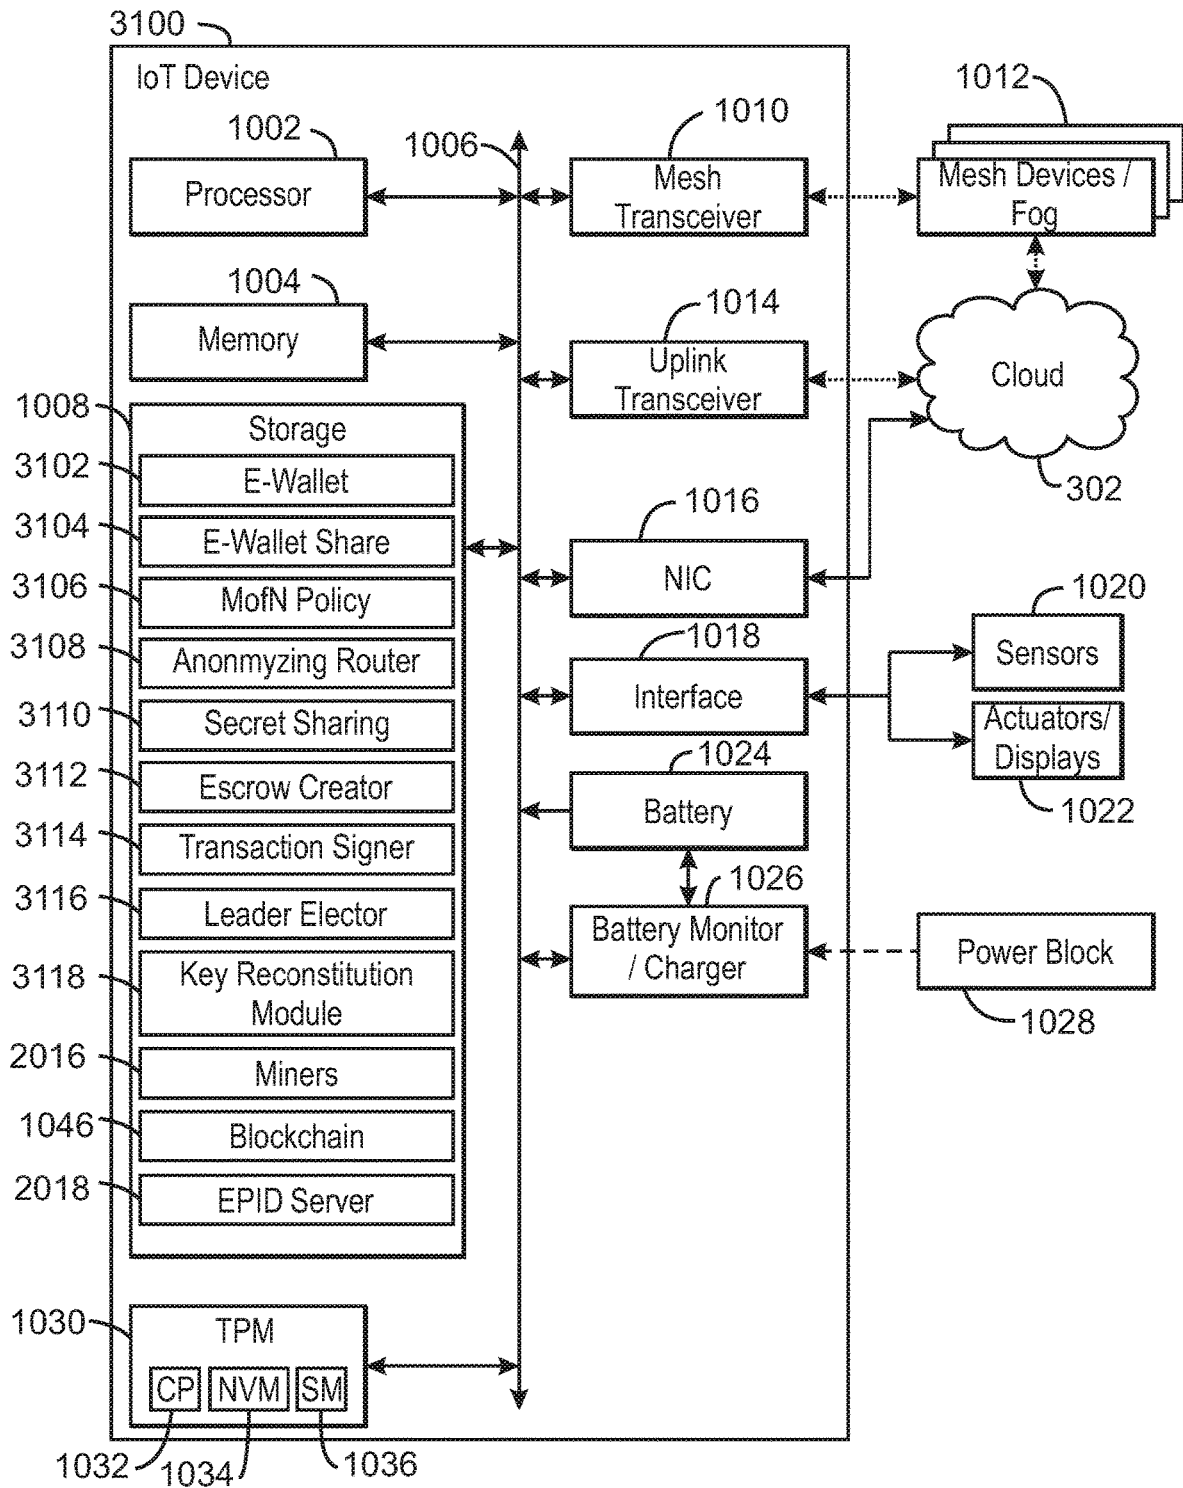 3100
IoT Device
1002
Processor
1006
1010
Mesh
Transceiver
1012
Mesh Devices /
Fog
1004
Memory
1014
Uplink
Transceiver
Cloud
302
1008
Storage
3102
E-Wallet
3104
E-Wallet Share
3106
MofN Policy
3108
Anonmyzing Router
3110
Secret Sharing
3112
Escrow Creator
3114
Transaction Signer
3116
Leader Elector
3118
Key Reconstitution
Module
2016
Miners
1046
Blockchain
2018
EPID Server
1016
NIC
1018
Interface
1020
Sensors
Actuators/
Displays
1022
1024
Battery
1026
Battery Monitor
/ Charger
Power Block
1028
1030
TPM
CP
NVM
SM
1032
1034
1036